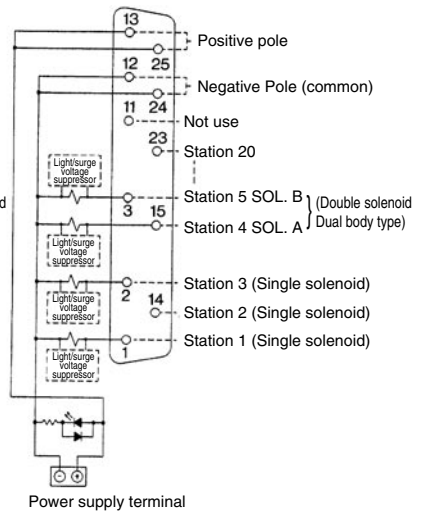 13
Positive pole
12 25
Negative Pole (common)
24
11
Not use
23
Station 20
Light/surge
voltage
suppressor
Station 5 SOL. B
(Double solenoid
Dual body type)
3 15
Station 4 SOL. A
Light/surge
voltage
suppressor
Station 3 (Single solenoid)
2
14
Light/surge
voltage
suppressor
Station 2 (Single solenoid)
Station 1 (Single solenoid)
1
Light/surge
voltage
suppressor
- +
Power supply terminal